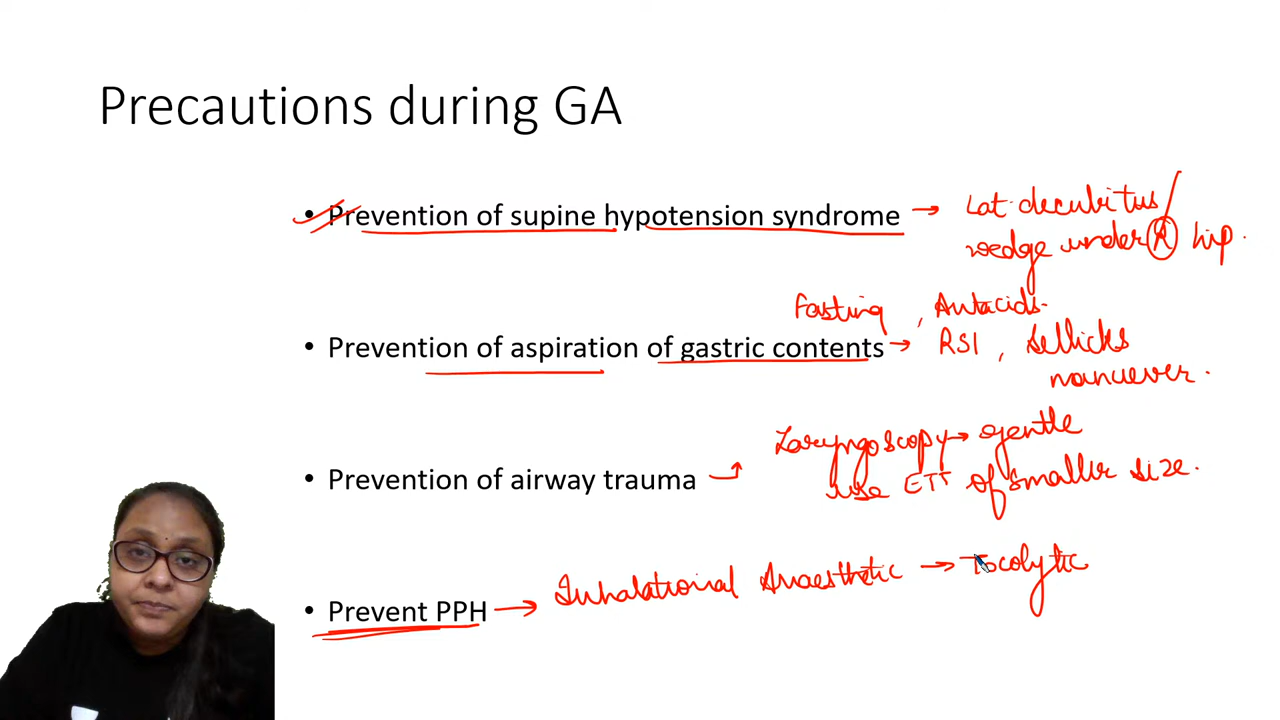 Precautions during GA
• Prevention of supine hypotension syndrome → Lat. decubitus/
wedge under R hip.
Fasting, Antacids.
• Prevention of aspiration of gastric contents → RSI, Sellicks
manuever.
Laryngoscopy → gentle
• Prevention of airway trauma
use ETT of smaller size.
Inhalational Anaesthetic → Tocolytic
• Prevent PPH →